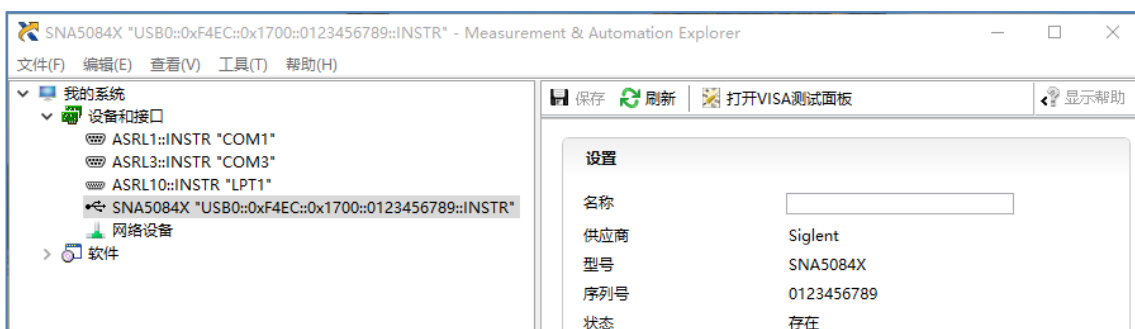 SNA5084X "USB0::0xF4EC::0x1700::0123456789::INSTR" - Measurement & Automation Explorer
文件(F) 编辑(E) 查看(V) 工具(T) 帮助(H)
我的系统
设备和接口
ASRL1::INSTR "COM1"
ASRL3::INSTR "COM3"
ASRL10::INSTR "LPT1"
SNA5084X "USB0::0xF4EC::0x1700::0123456789::INSTR"
网络设备
软件
保存 刷新 打开VISA测试面板 显示帮助
设置
名称
供应商 Siglent
型号 SNA5084X
序列号 0123456789
状态 存在